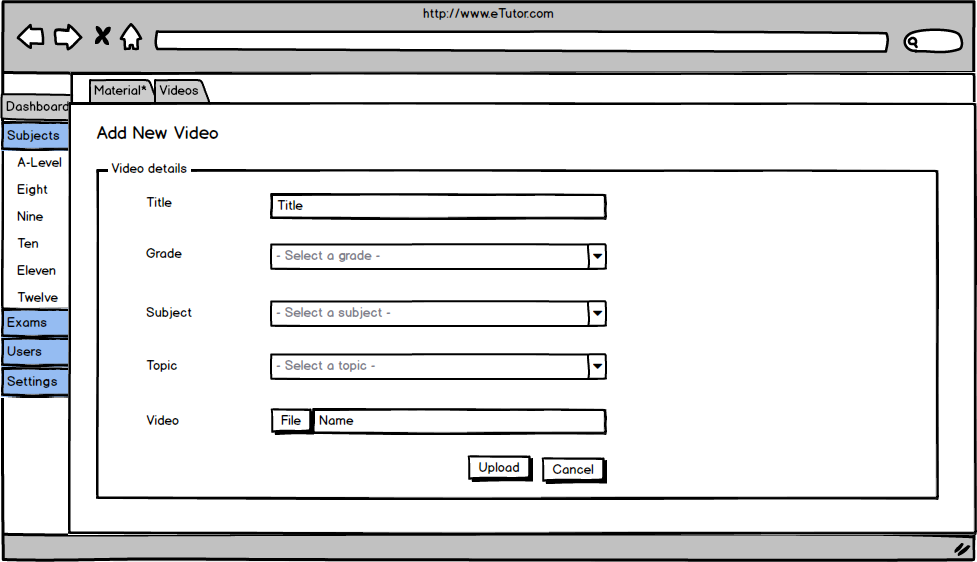 http://www.eTutor.com
Material* Videos
Dashboard
Subjects
A-Level
Eight
Nine
Ten
Eleven
Twelve
Exams
Users
Settings
Add New Video
Video details
Title Title
Grade - Select a grade -
Subject - Select a subject -
Topic - Select a topic -
Video File Name
Upload Cancel